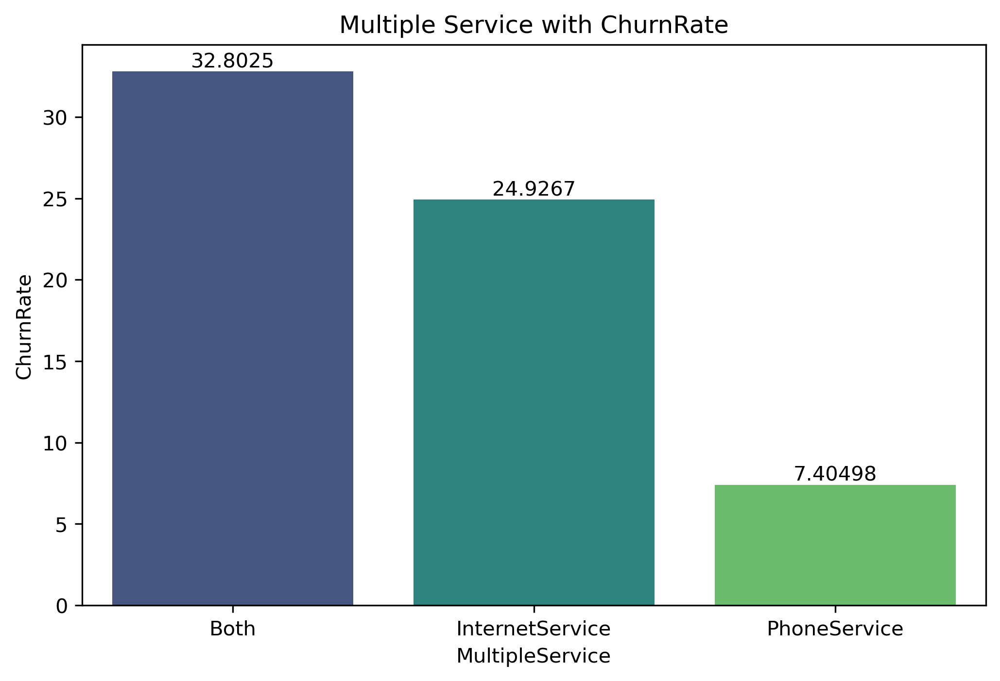 Multiple Service with ChurnRate
32.8025
24.9267
7.40498
ChurnRate
30
25
20
15
10
5
0
Both
InternetService
PhoneService
MultipleService